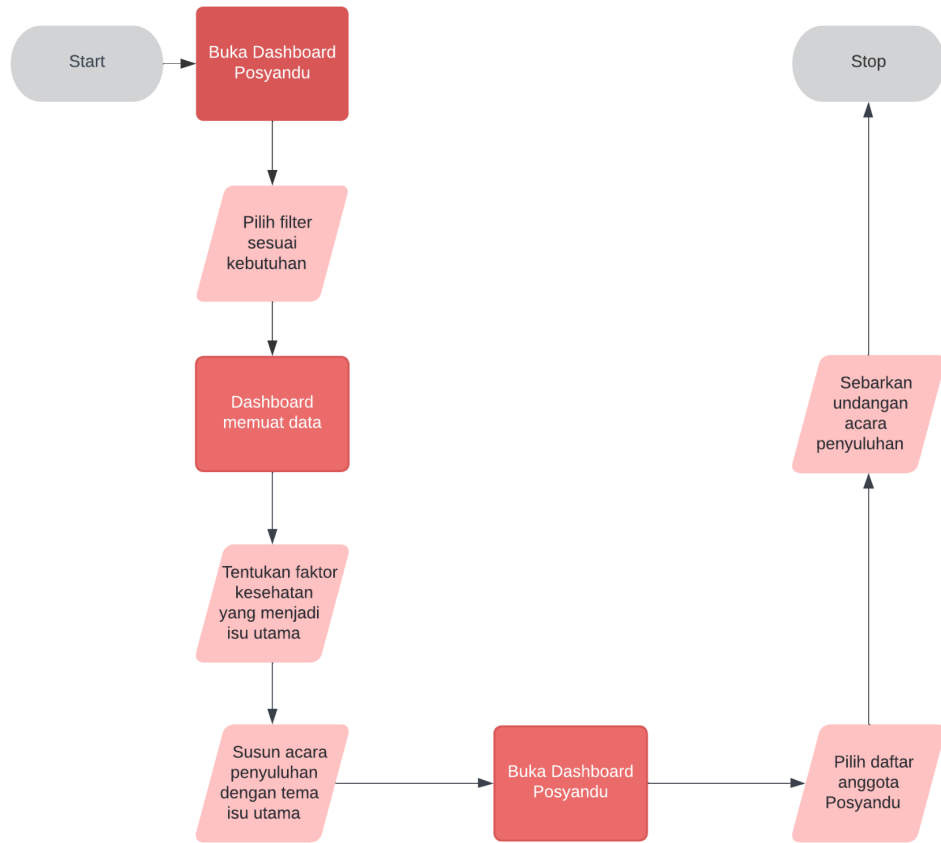 Start
Buka Dashboard
Posyandu
Pilih filter
sesuai
kebutuhan
Dashboard
memuat data
Tentukan faktor
kesehatan
yang menjadi
isu utama
Susun acara
penyuluhan
dengan tema
isu utama
Buka Dashboard
Posyandu
Pilih daftar
anggota
Posyandu
Sebarkan
undangan
acara
penyuluhan
Stop